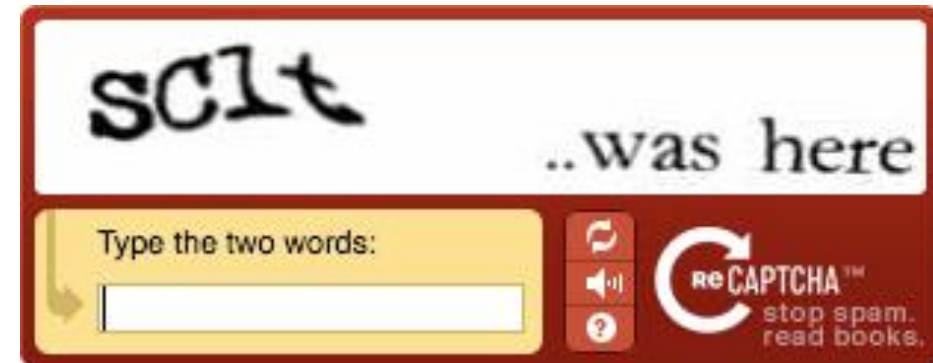 sclt
..was here
Type the two words:
?
ReCAPTCHA™
stop spam.
read books.